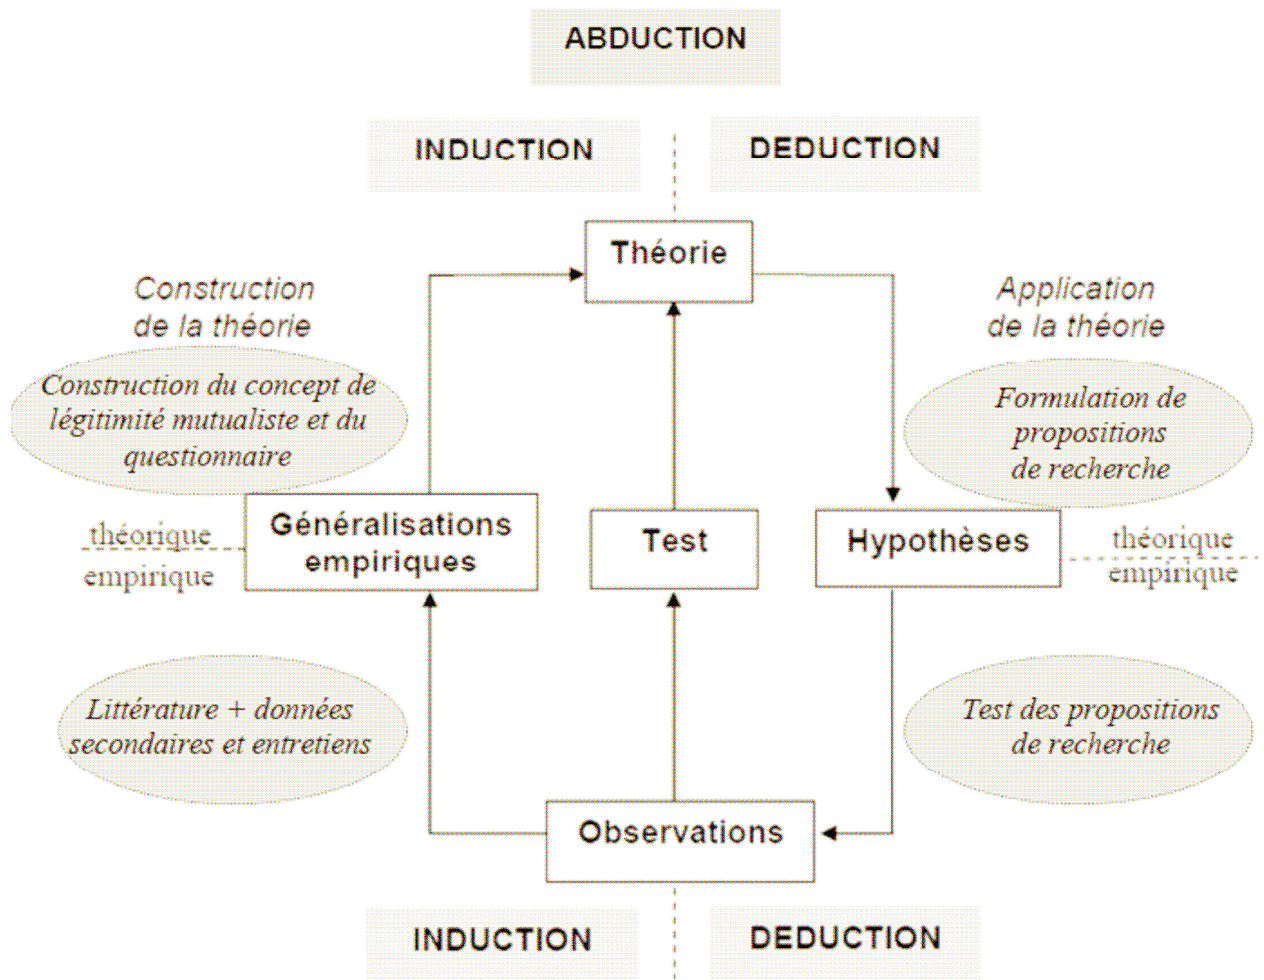 ABDUCTION
INDUCTION
DEDUCTION
Théorie
Construction
de la théorie
Application
de la théorie
Construction du concept de
légitimité mutualiste et du
questionnaire
Formulation de
propositions
de recherche
Généralisations
empiriques
Test
Hypothèses
théorique
empirique
théorique
empirique
Littérature + données
secondaires et entretiens
Test des propositions
de recherche
Observations
INDUCTION
DEDUCTION